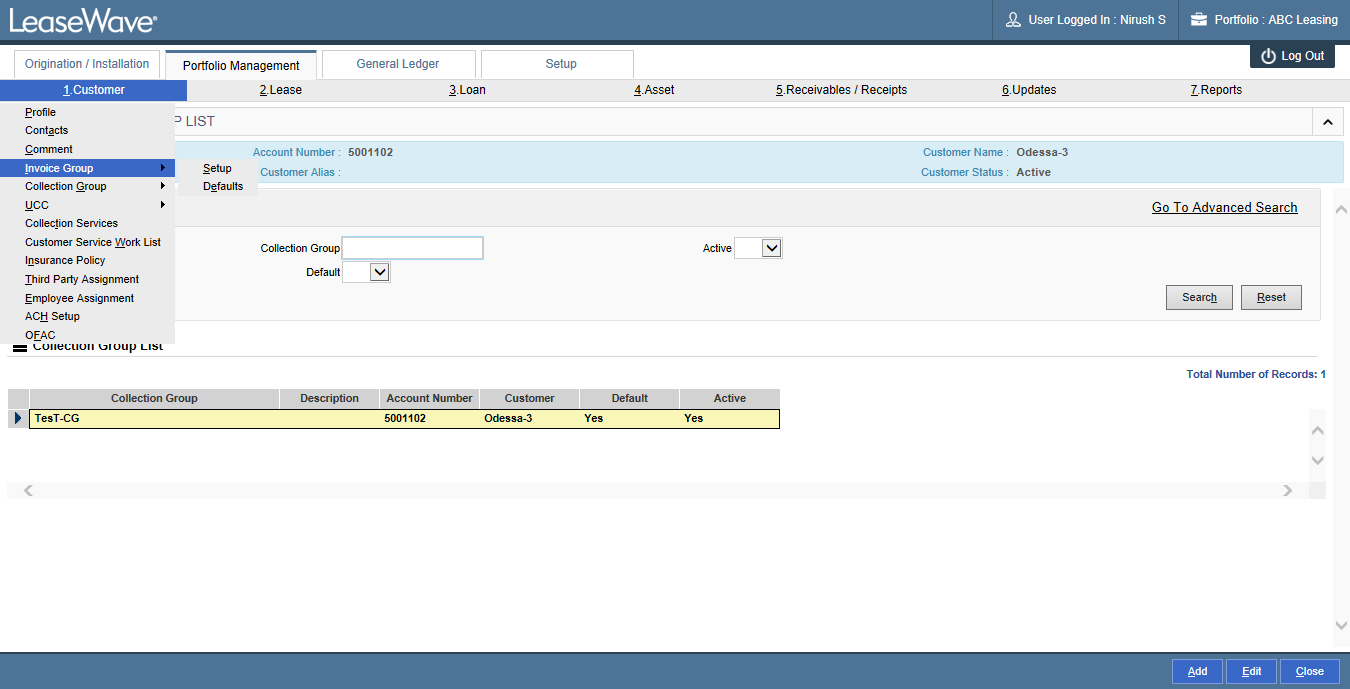 LeaseWave®
User Logged In : Nirush S
Portfolio : ABC Leasing
Log Out
Origination / Installation
Portfolio Management
General Ledger
Setup
1.Customer
2.Lease
3.Loan
4.Asset
5.Receivables / Receipts
6.Updates
7.Reports
Profile
Contacts
Comment
Invoice Group
Collection Group
UCC
Collection Services
Customer Service Work List
Insurance Policy
Third Party Assignment
Employee Assignment
ACH Setup
OFAC
Setup
Defaults
P LIST
Account Number : 5001102
Customer Name : Odessa-3
Customer Alias :
Customer Status : Active
Go To Advanced Search
Collection Group
Active
Default
Search
Reset
Collection Group List
Total Number of Records: 1
Collection Group Description Account Number Customer Default Active
TesT-CG 5001102 Odessa-3 Yes Yes
Add
Edit
Close